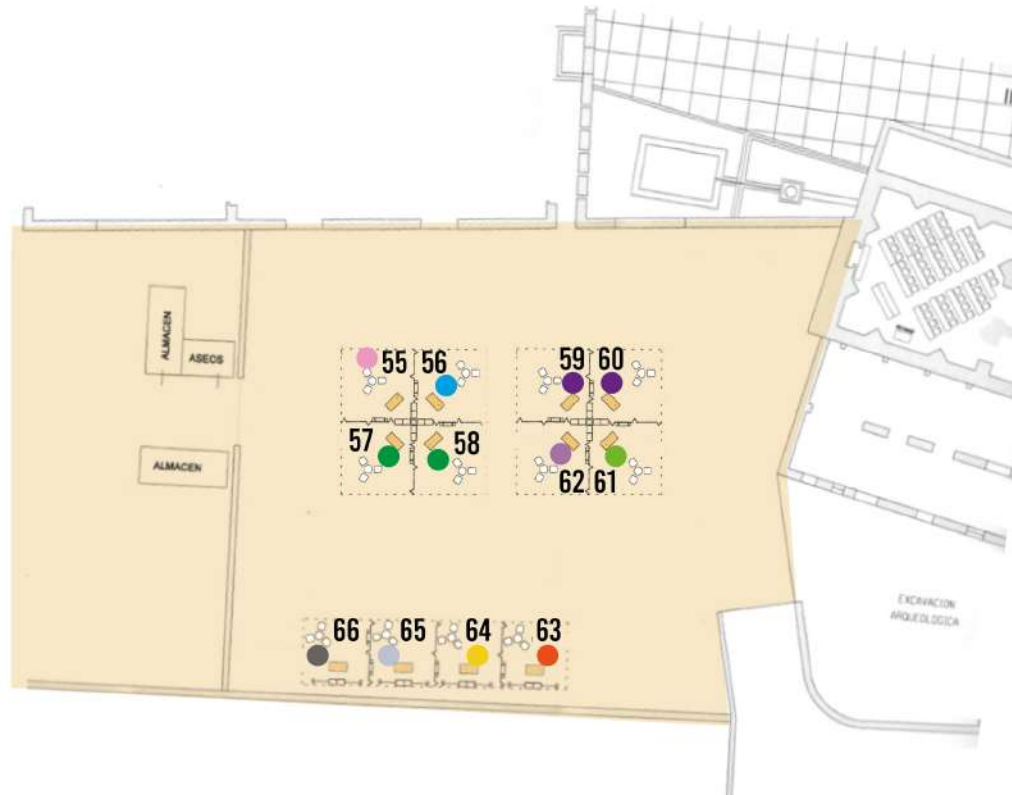 ALMACEN
ASEOS
ALMACEN
55 56
57 58
59 60
62 61
66 65 64 63
EXCAVACION
ARQUEOLOGICA